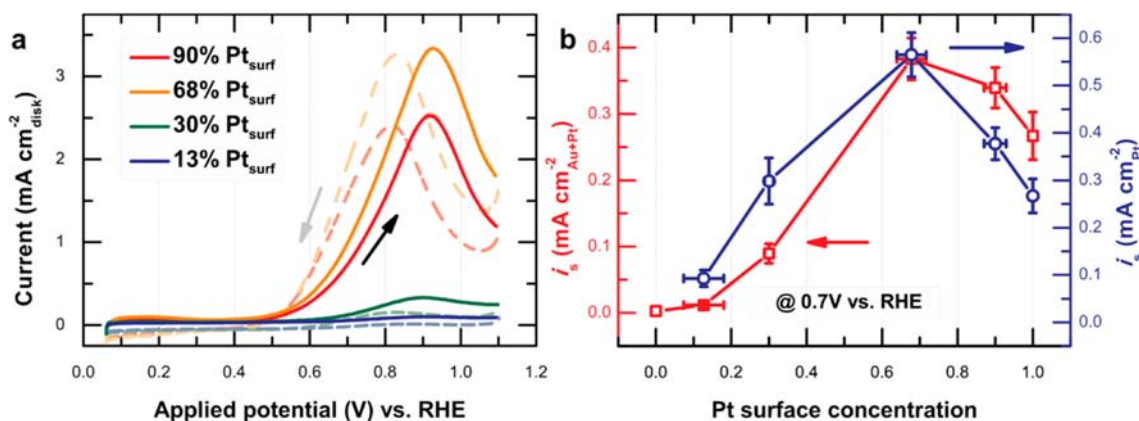 a
90% Pt_surf
68% Pt_surf
30% Pt_surf
13% Pt_surf
Current (mA cm⁻²_disk)
3
2
1
0
0.0 0.2 0.4 0.6 0.8 1.0 1.2
Applied potential (V) vs. RHE
b
i_s (mA cm⁻²_Au+Pt)
0.4
0.3
0.2
0.1
0.0
@ 0.7V vs. RHE
0.0 0.2 0.4 0.6 0.8 1.0
Pt surface concentration
0.6
0.5
0.4
0.3
0.2
0.1
0.0
i_s (mA cm⁻²_Pt)